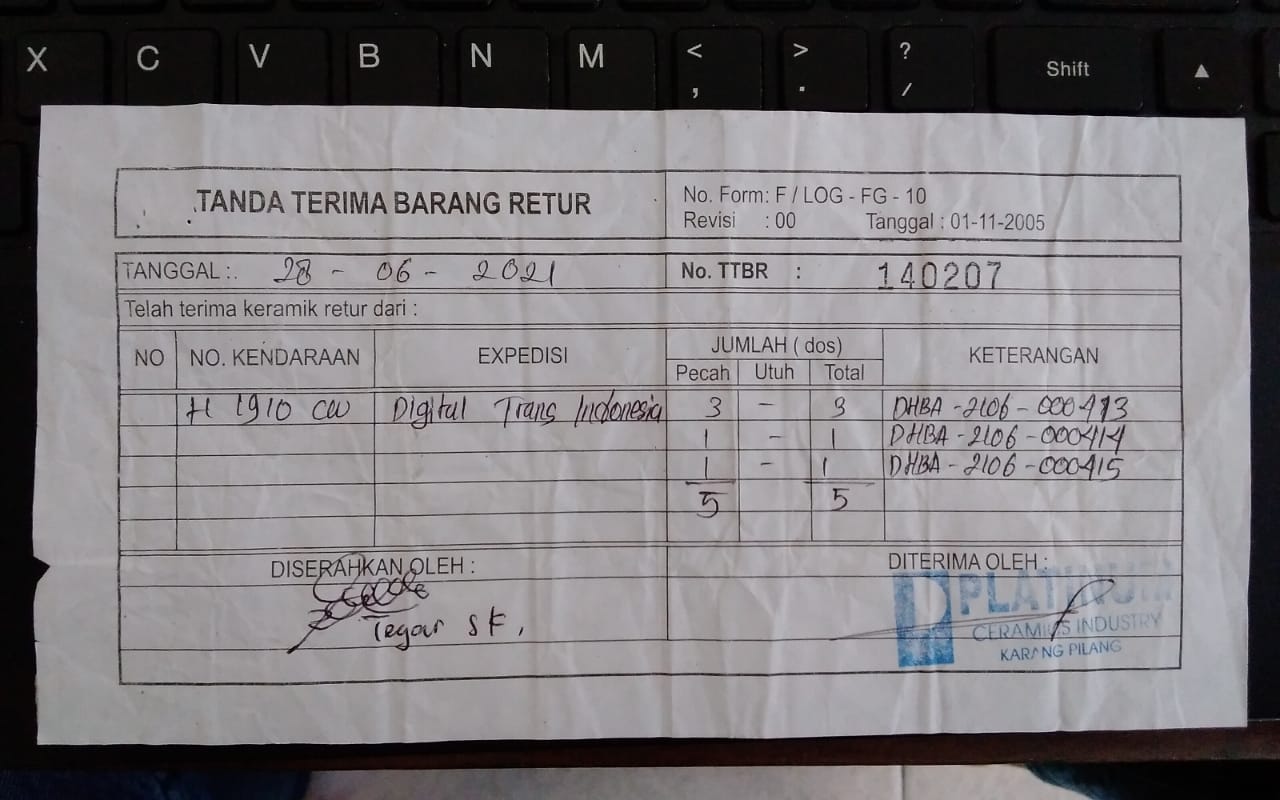 X C V B N M < , > . ? / Shift ▲
TANDA TERIMA BARANG RETUR
No. Form: F / LOG - FG - 10
Revisi : 00 Tanggal : 01-11-2005
TANGGAL : 28 - 06 - 2021
No. TTBR : 140207
Telah terima keramik retur dari :
NO NO. KENDARAAN EXPEDISI JUMLAH ( dos) KETERANGAN
Pecah Utuh Total
H 1910 CW Digital Trans Indonesia 3 - 3 DHBA - 2106 - 000413
1 - 1 DHBA - 2106 - 000414
1 - 1 DHBA - 2106 - 000415
5 5
DISERAHKAN OLEH : DITERIMA OLEH :
Tegar SF.
PLATINUM
CERAMICS INDUSTRY
KARANG PILANG